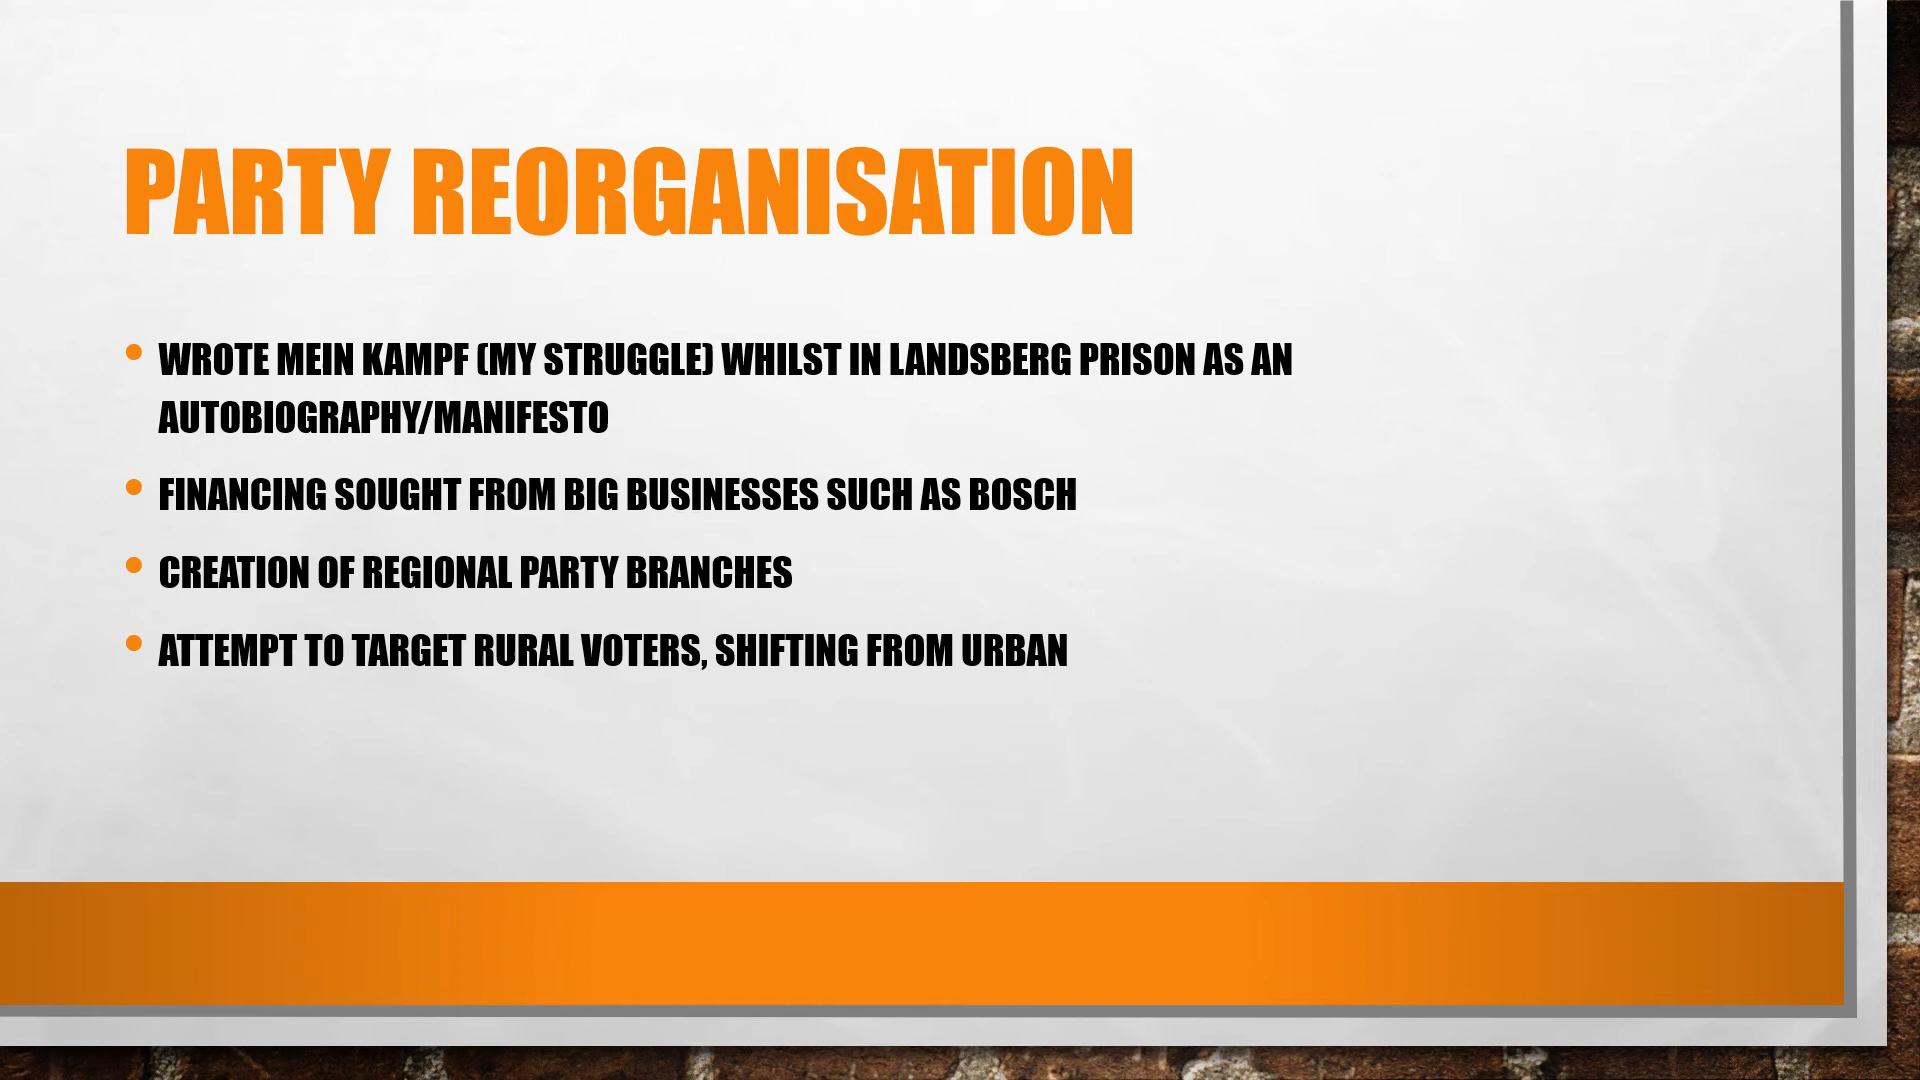 PARTY REORGANISATION
• WROTE MEIN KAMPF (MY STRUGGLE) WHILST IN LANDSBERG PRISON AS AN
AUTOBIOGRAPHY/MANIFESTO
• FINANCING SOUGHT FROM BIG BUSINESSES SUCH AS BOSCH
• CREATION OF REGIONAL PARTY BRANCHES
• ATTEMPT TO TARGET RURAL VOTERS, SHIFTING FROM URBAN